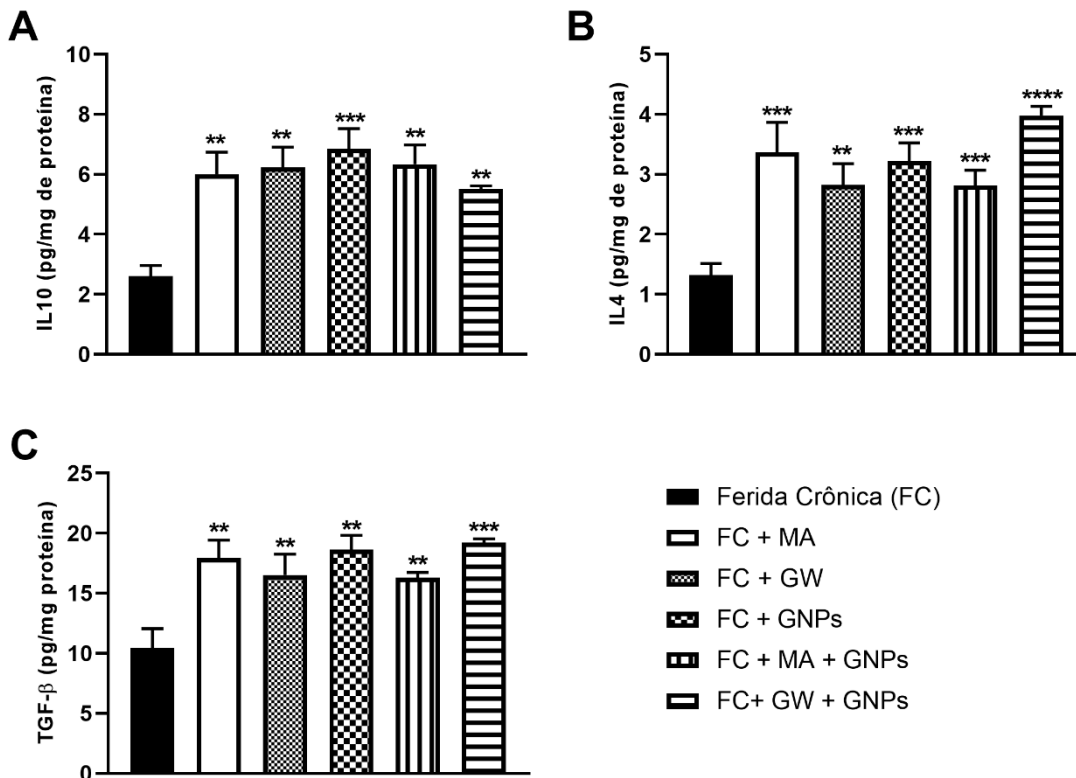 A
IL10 (pg/mg de proteína)
10
8
6
4
2
0
**
**
***
**
**
B
IL4 (pg/mg de proteína)
5
4
3
2
1
0
***
**
***
***
****
C
TGF-β (pg/mg proteína)
25
20
15
10
5
0
**
**
**
**
***
Ferida Crônica (FC)
FC + MA
FC + GW
FC + GNPs
FC + MA + GNPs
FC+ GW + GNPs